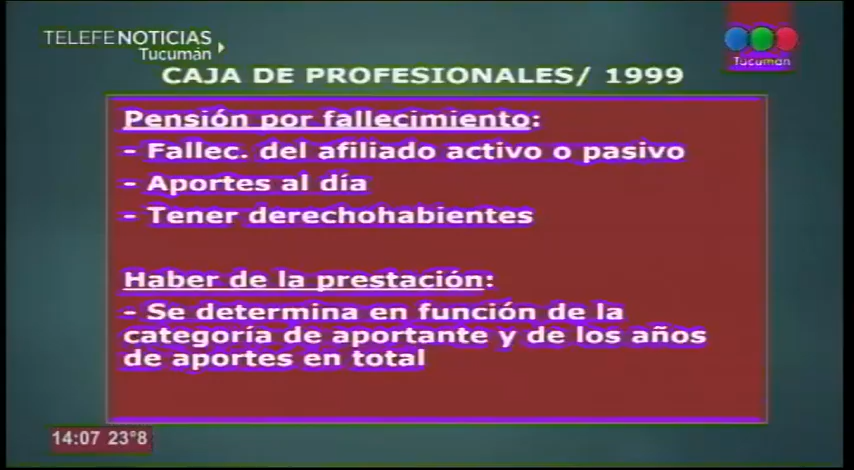 TELEFENOTICIAS
Tucumán
Tucumán
CAJA DE PROFESIONALES/ 1999
Pensión por fallecimiento:
- Fallec. del afiliado activo o pasivo
- Aportes al día
- Tener derechohabientes
Haber de la prestación:
- Se determina en función de la
categoría de aportante y de los años
de aportes en total
14:07 23°8